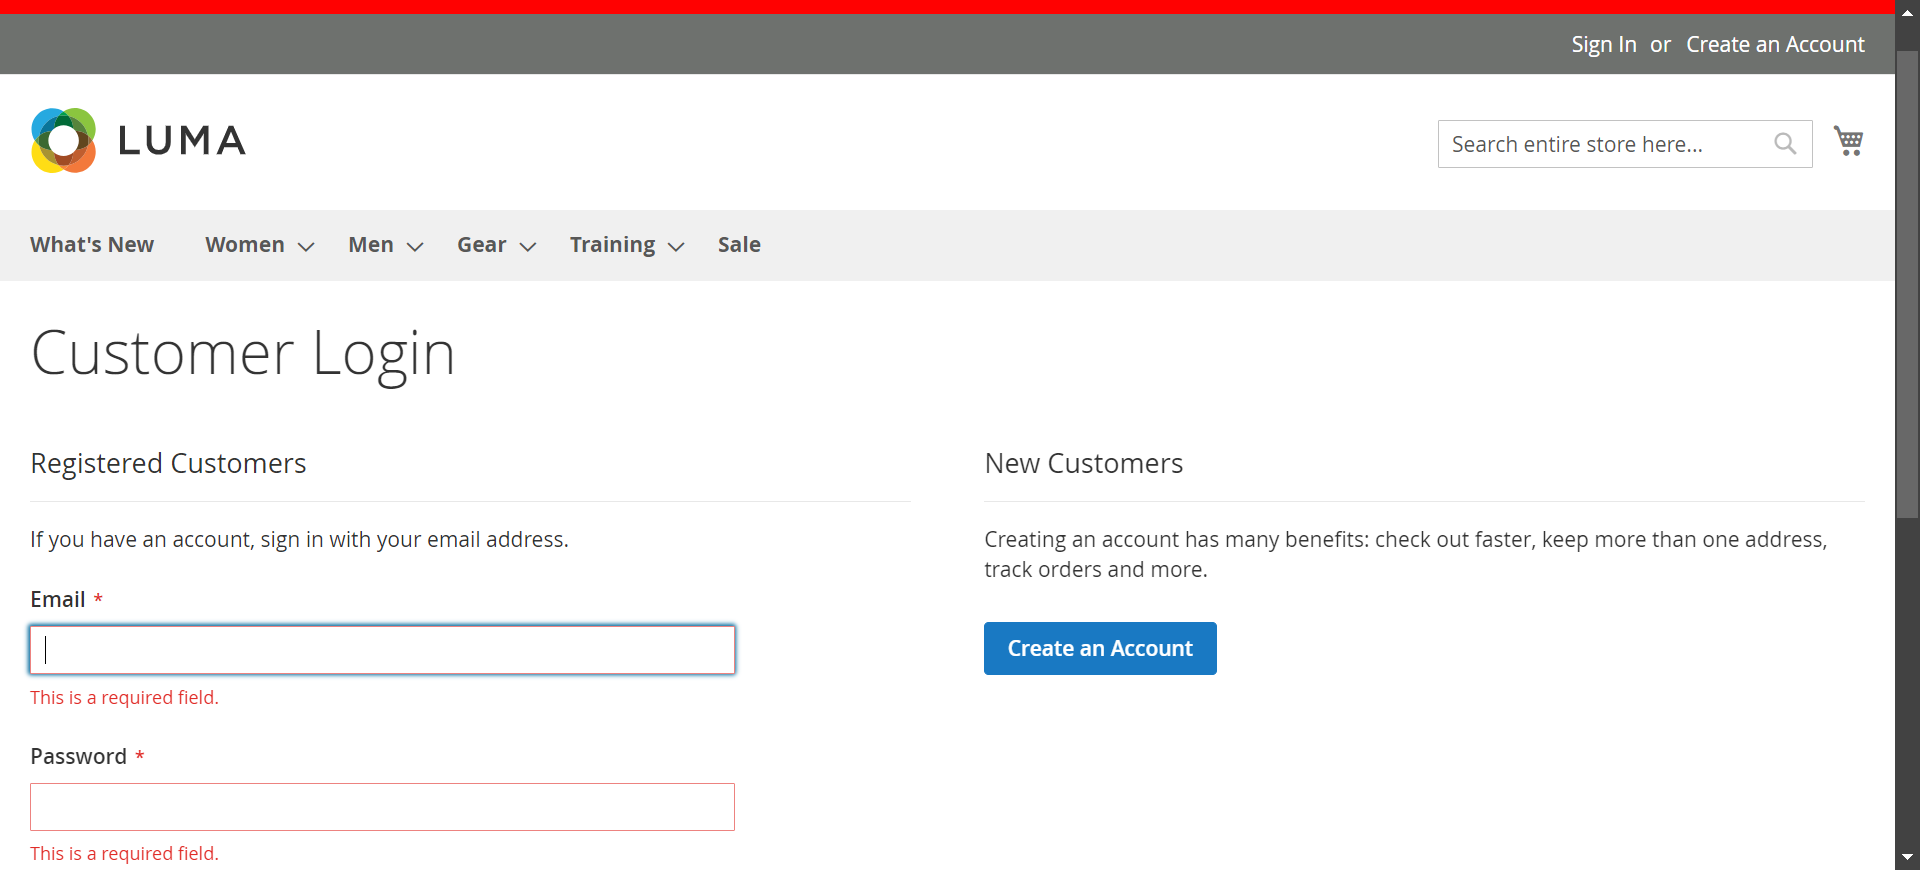 Sign In or Create an Account
LUMA
Search entire store here...
What's New Women Men Gear Training Sale
Customer Login
Registered Customers
If you have an account, sign in with your email address.
Email *
This is a required field.
Password *
This is a required field.
New Customers
Creating an account has many benefits: check out faster, keep more than one address,
track orders and more.
Create an Account